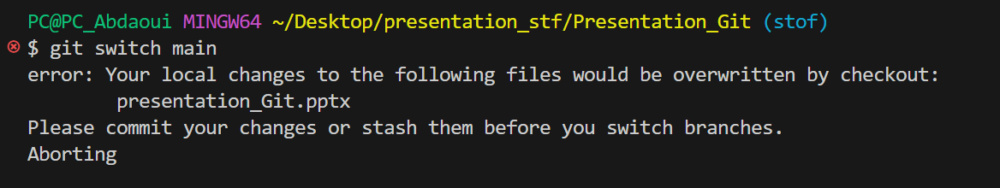 PC@PC_Abdaoui MINGW64 ~/Desktop/presentation_stf/Presentation_Git (stof)
$ git switch main
error: Your local changes to the following files would be overwritten by checkout:
        presentation_Git.pptx
Please commit your changes or stash them before you switch branches.
Aborting